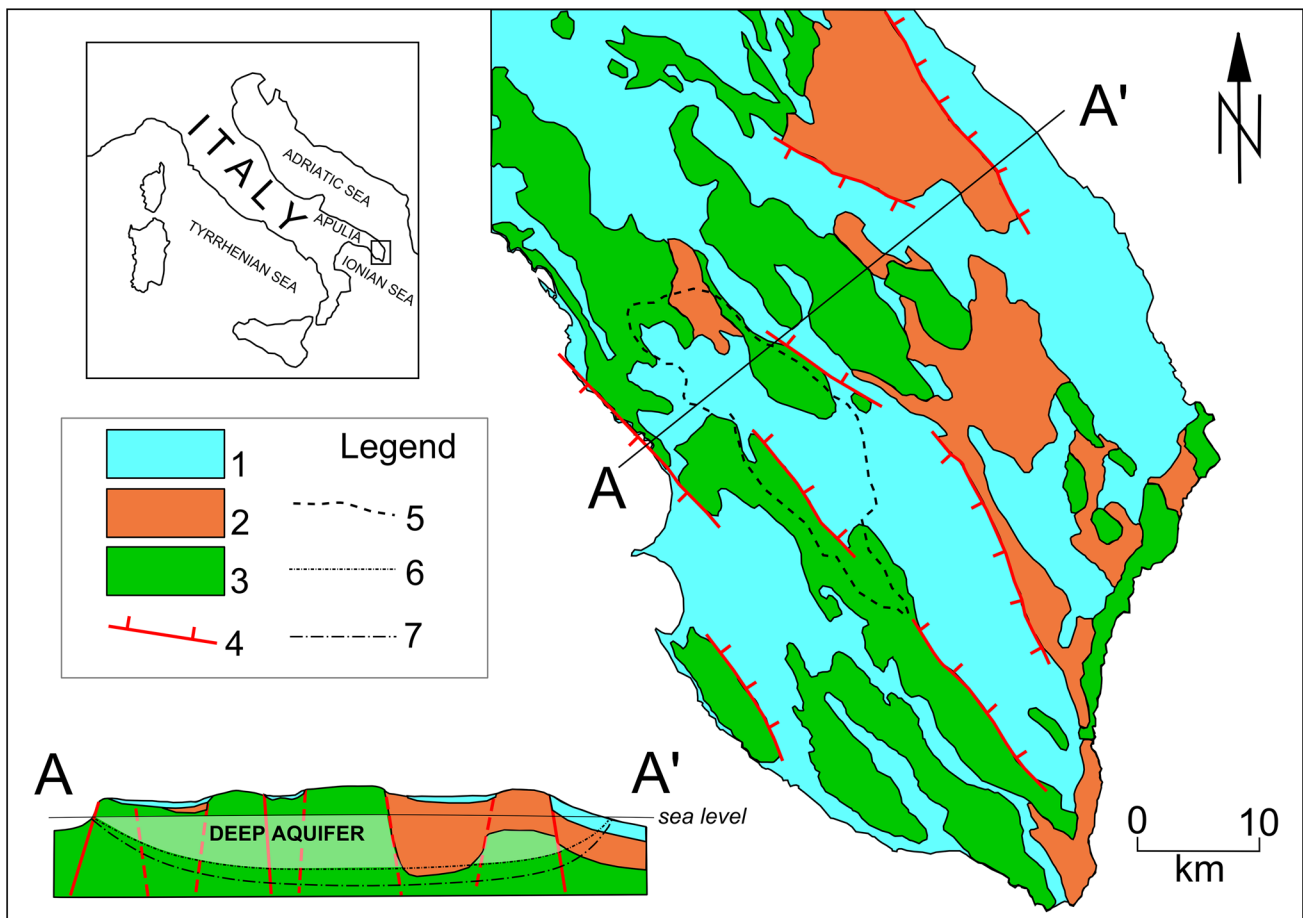 ITALY
ADRIATIC SEA
APULIA
TYRRHENIAN SEA
IONIAN SEA
A'
N
A
Legend
1
2
3
4
5
6
7
A
A'
sea level
DEEP AQUIFER
0 10
km